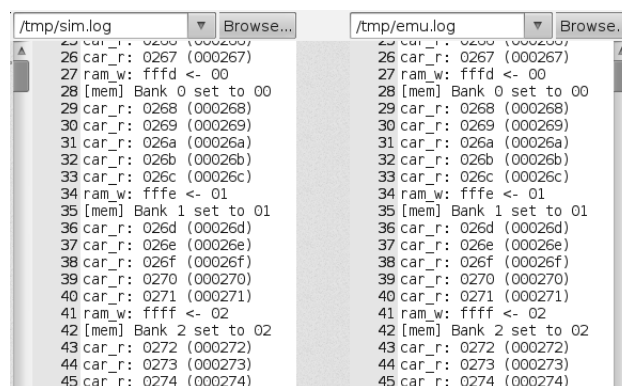 /tmp/sim.log Browse...
25 car_r: 0266 (000266)
26 car_r: 0267 (000267)
27 ram_w: fffd <- 00
28 [mem] Bank 0 set to 00
29 car_r: 0268 (000268)
30 car_r: 0269 (000269)
31 car_r: 026a (00026a)
32 car_r: 026b (00026b)
33 car_r: 026c (00026c)
34 ram_w: fffe <- 01
35 [mem] Bank 1 set to 01
36 car_r: 026d (00026d)
37 car_r: 026e (00026e)
38 car_r: 026f (00026f)
39 car_r: 0270 (000270)
40 car_r: 0271 (000271)
41 ram_w: ffff <- 02
42 [mem] Bank 2 set to 02
43 car_r: 0272 (000272)
44 car_r: 0273 (000273)
45 car_r: 0274 (000274)
/tmp/emu.log Browse.
25 car_r: 0266 (000266)
26 car_r: 0267 (000267)
27 ram_w: fffd <- 00
28 [mem] Bank 0 set to 00
29 car_r: 0268 (000268)
30 car_r: 0269 (000269)
31 car_r: 026a (00026a)
32 car_r: 026b (00026b)
33 car_r: 026c (00026c)
34 ram_w: fffe <- 01
35 [mem] Bank 1 set to 01
36 car_r: 026d (00026d)
37 car_r: 026e (00026e)
38 car_r: 026f (00026f)
39 car_r: 0270 (000270)
40 car_r: 0271 (000271)
41 ram_w: ffff <- 02
42 [mem] Bank 2 set to 02
43 car_r: 0272 (000272)
44 car_r: 0273 (000273)
45 car_r: 0274 (000274)